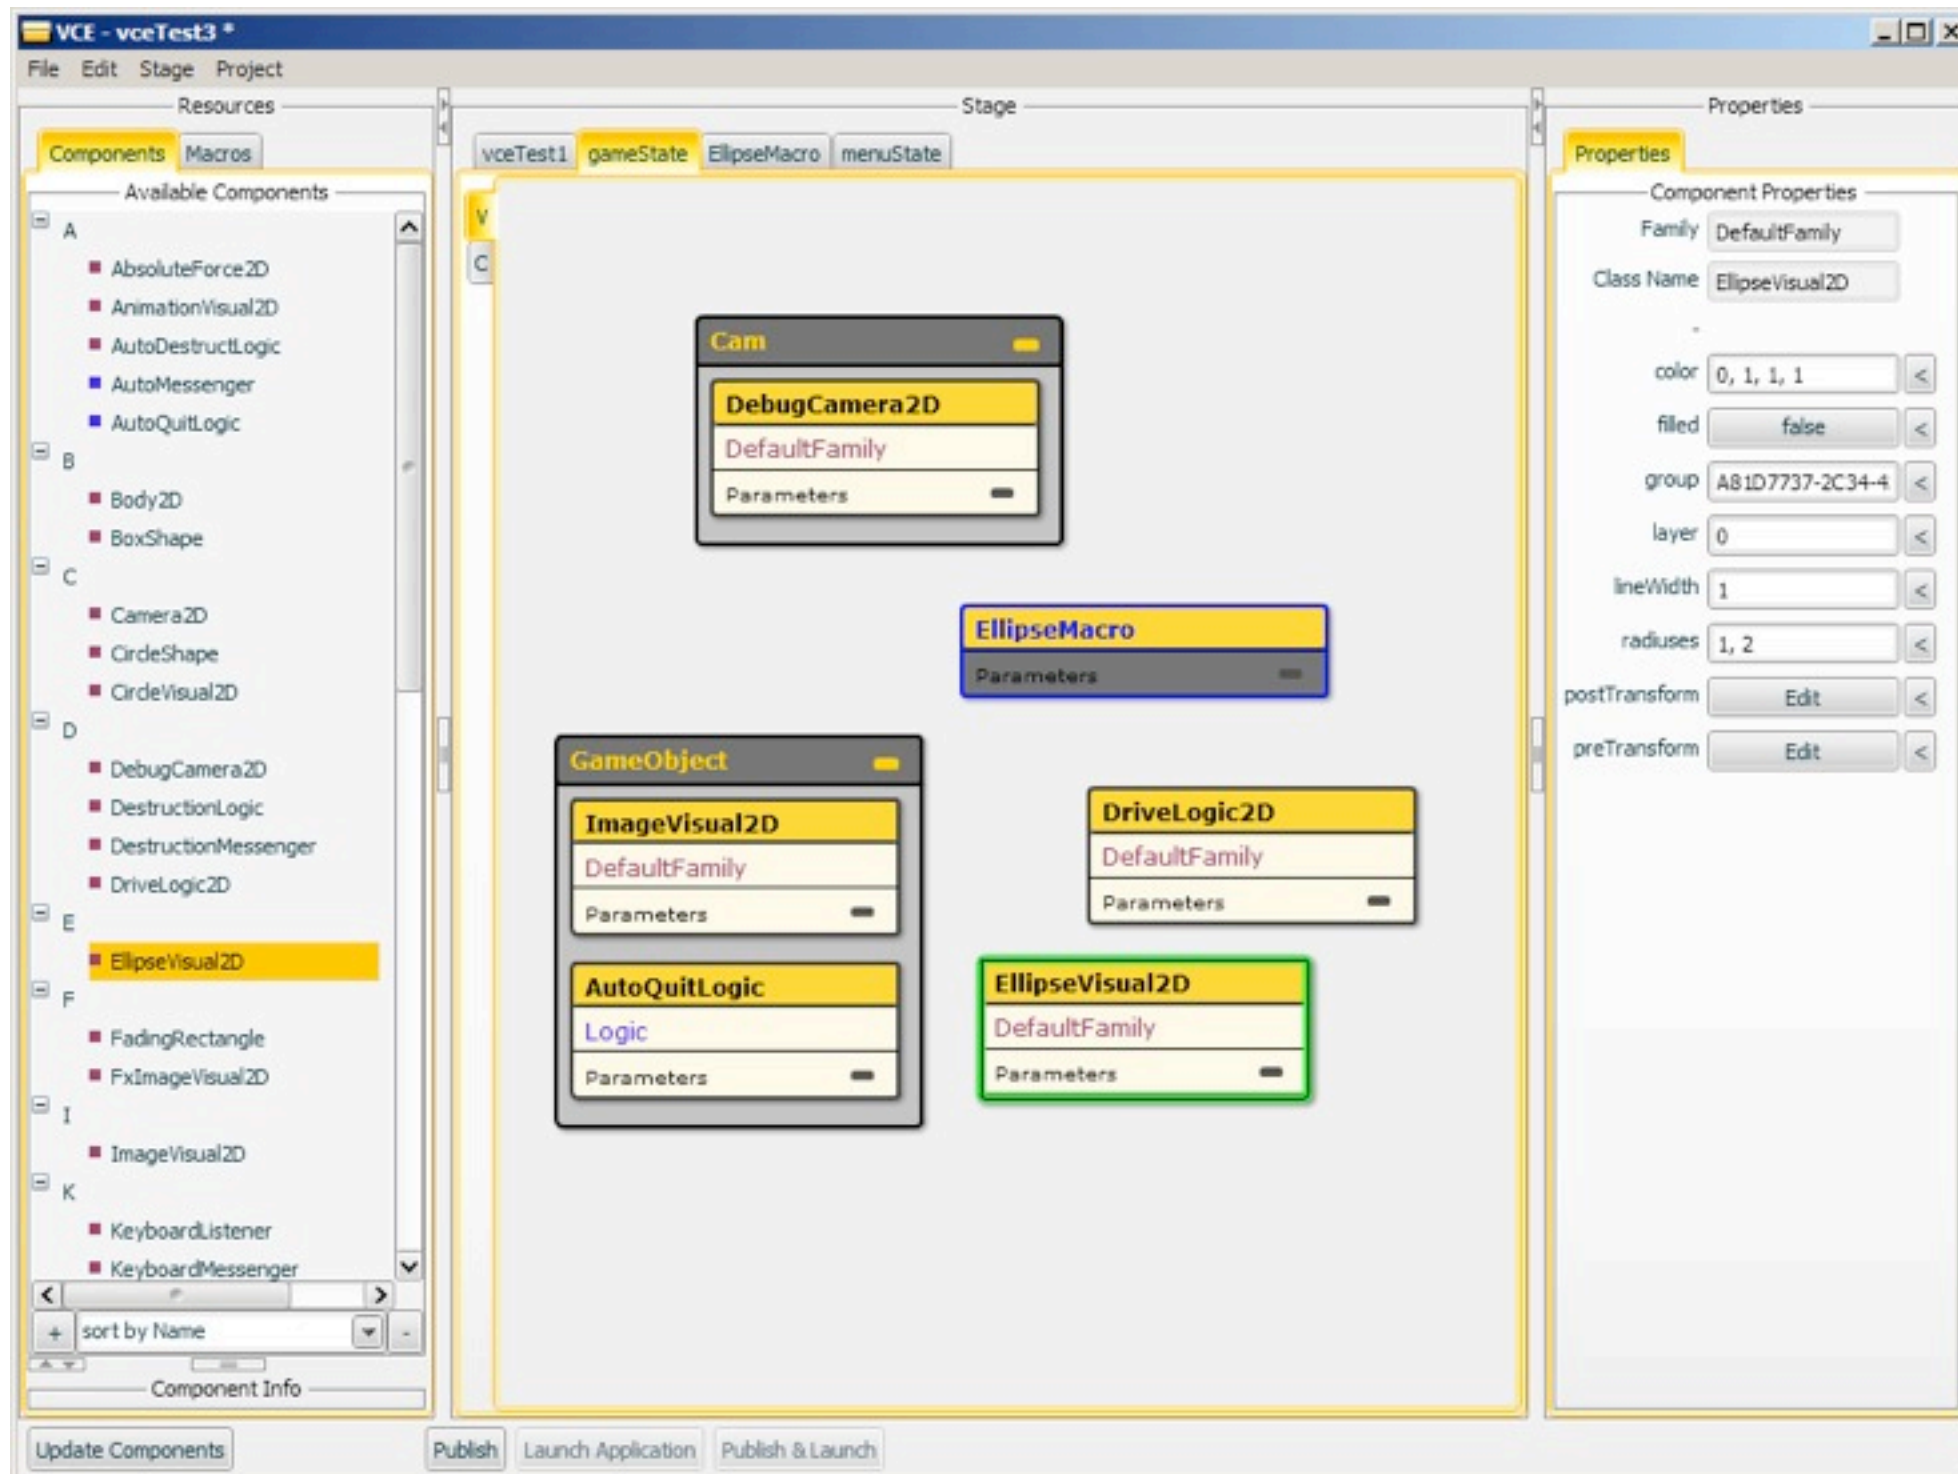 VCE - vceTest3 *
File Edit Stage Project
Resources
Components Macros
Available Components
A
AbsoluteForce2D
AnimationVisual2D
AutoDestructLogic
AutoMessenger
AutoQuitLogic
B
Body2D
BoxShape
C
Camera2D
CircleShape
CircleVisual2D
D
DebugCamera2D
DestructionLogic
DestructionMessenger
DriveLogic2D
E
EllipseVisual2D
F
FadingRectangle
FxImageVisual2D
I
ImageVisual2D
K
KeyboardListener
KeyboardMessenger
+ sort by Name -
Component Info
Update Components
Stage
vceTest1 gameState EllipseMacro menuState
V
C
Cam
DebugCamera2D
DefaultFamily
Parameters
EllipseMacro
Parameters
GameObject
ImageVisual2D
DefaultFamily
Parameters
AutoQuitLogic
Logic
Parameters
DriveLogic2D
DefaultFamily
Parameters
EllipseVisual2D
DefaultFamily
Parameters
Publish Launch Application Publish & Launch
Properties
Properties
Component Properties
Family DefaultFamily
Class Name EllipseVisual2D
-
color 0, 1, 1, 1 <
filled false <
group A81D7737-2C34-4 <
layer 0 <
lineWidth 1 <
radiuses 1, 2 <
postTransform Edit <
preTransform Edit <